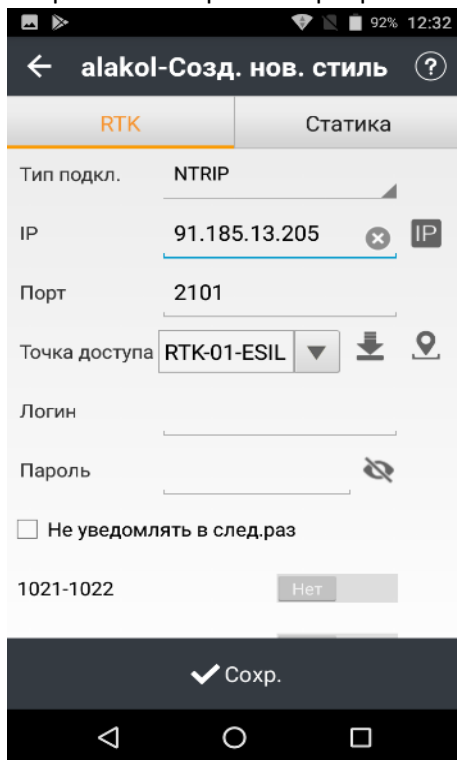 92% 12:32
alakol-Созд. нов. стиль ?
RTK Статика
Тип подкл. NTRIP
IP 91.185.13.205 IP
Порт 2101
Точка доступа RTK-01-ESIL
Логин
Пароль
Не уведомлять в след.раз
1021-1022 Нет
Сохр.